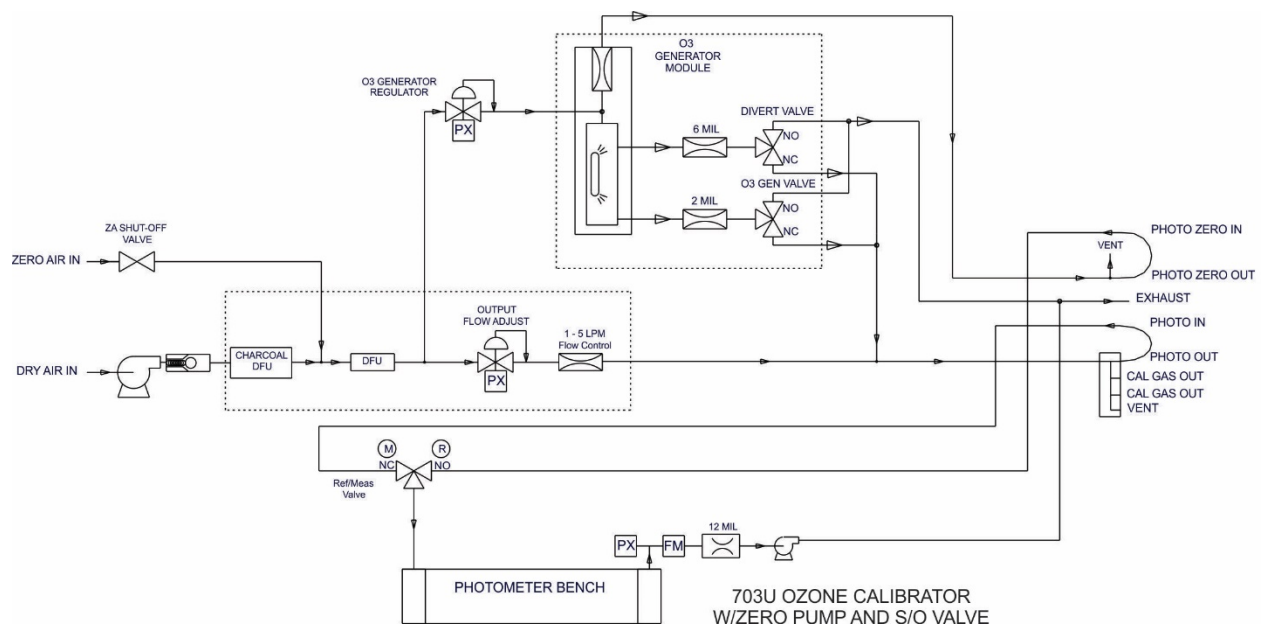 O3
GENERATOR
MODULE
O3 GENERATOR
REGULATOR
PX
DIVERT VALVE
6 MIL
NO
NC
O3 GEN VALVE
2 MIL
NO
NC
ZA SHUT-OFF
VALVE
ZERO AIR IN
PHOTO ZERO IN
VENT
PHOTO ZERO OUT
EXHAUST
OUTPUT
FLOW ADJUST
1 - 5 LPM
Flow Control
PHOTO IN
CHARCOAL
DFU
DFU
PX
PHOTO OUT
DRY AIR IN
CAL GAS OUT
CAL GAS OUT
VENT
M
R
NC
NO
Ref/Meas
Valve
12 MIL
PX
FM
PHOTOMETER BENCH
703U OZONE CALIBRATOR
W/ZERO PUMP AND S/O VALVE